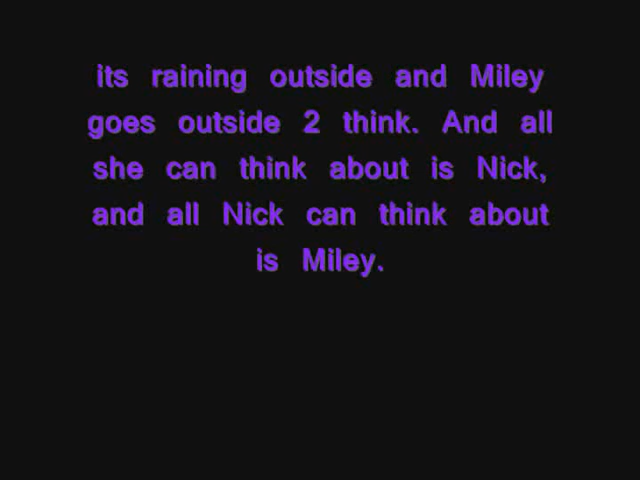 its raining outside and Miley
goes outside 2 think. And all
she can think about is Nick,
and all Nick can think about
is Miley.